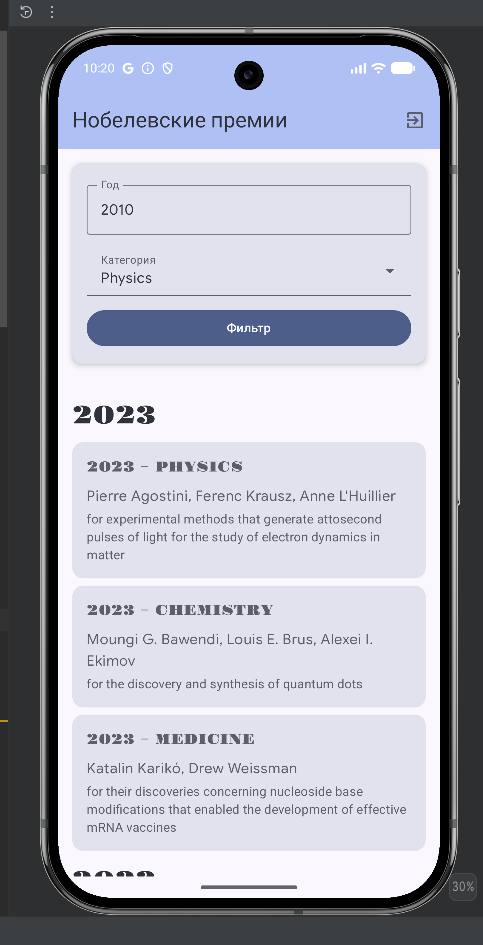 10:20 G
Нобелевские премии
Год
2010
Категория
Physics
Фильтр
2023
2023 – PHYSICS
Pierre Agostini, Ferenc Krausz, Anne L'Huillier
for experimental methods that generate attosecond
pulses of light for the study of electron dynamics in
matter
2023 – CHEMISTRY
Moungi G. Bawendi, Louis E. Brus, Alexei I.
Ekimov
for the discovery and synthesis of quantum dots
2023 – MEDICINE
Katalin Karikó, Drew Weissman
for their discoveries concerning nucleoside base
modifications that enabled the development of effective
mRNA vaccines
30%